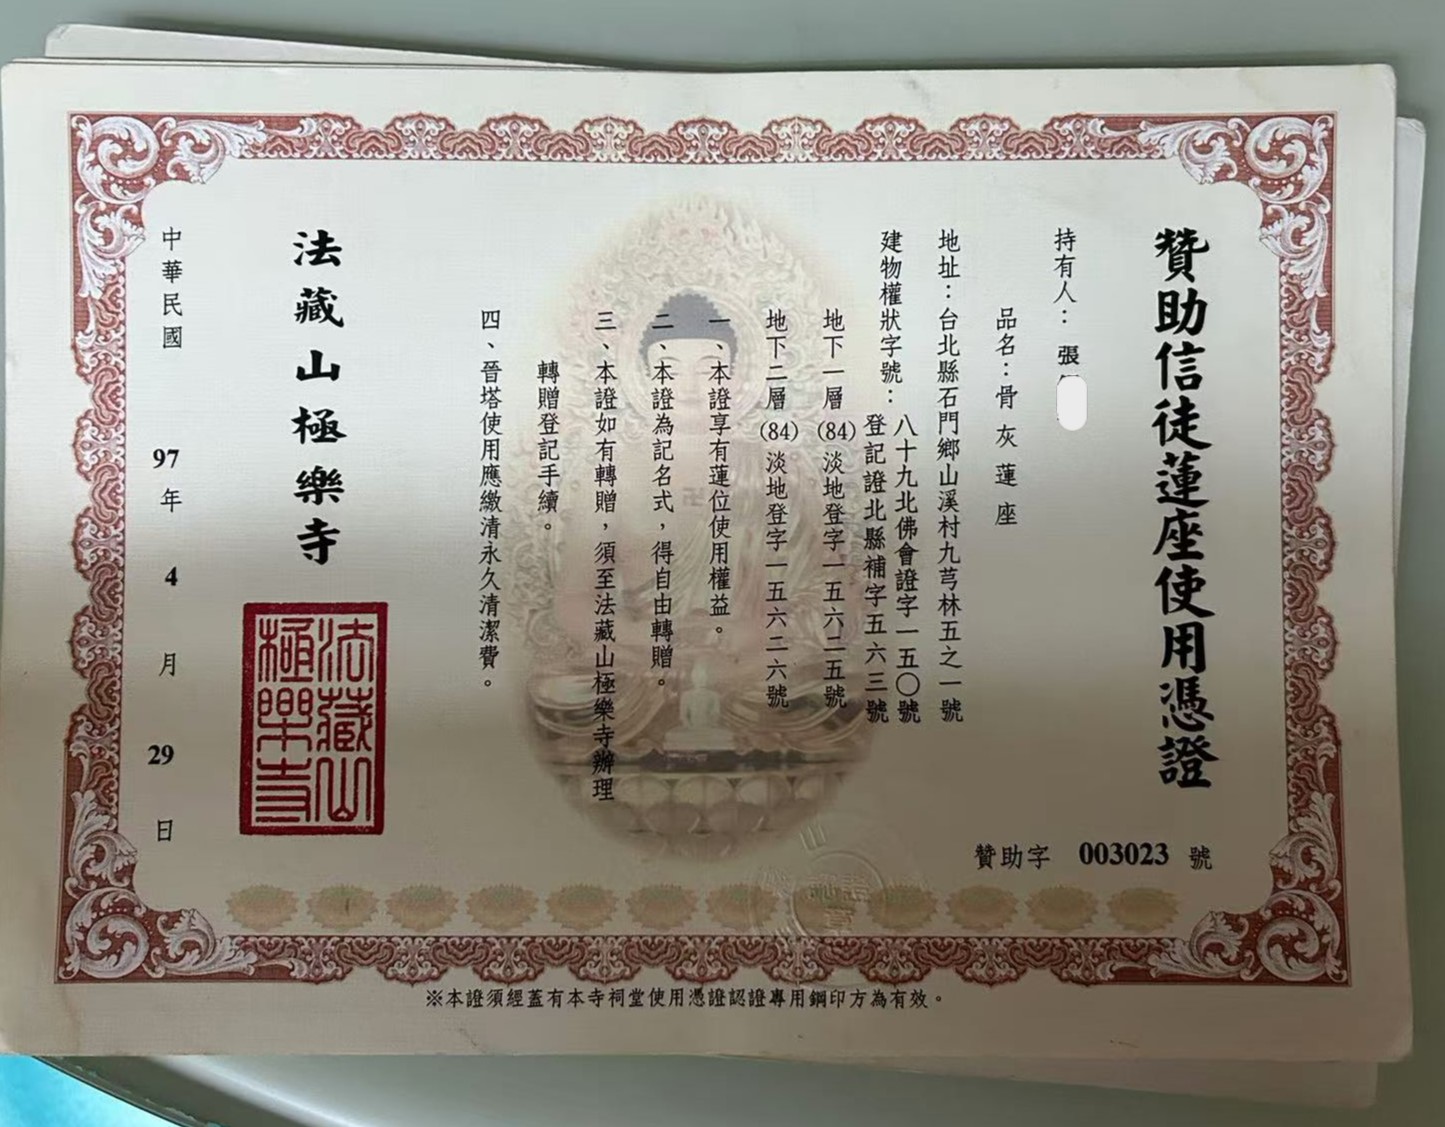 贊助信徒蓮座使用憑證
贊助字 003023 號
持有人：張
品名：骨灰蓮座
地址：台北縣石門鄉山溪村九芎林五之一號
建物權狀字號：八十九北佛會證字一五〇號
登記證北縣補字五六三號
地下一層(84)淡地登字一五六二五號
地下二層(84)淡地登字一五六二六號
一、本證享有蓮位使用權益。
二、本證為記名式，得自由轉贈。
三、本證如有轉贈，須至法藏山極樂寺辦理
轉贈登記手續。
四、晉塔使用應繳清永久清潔費。
法藏山極樂寺
法藏山
極樂寺
中華民國 97 年 4 月 29 日
※本證須經蓋有本寺祠堂使用憑證認證專用鋼印方為有效。